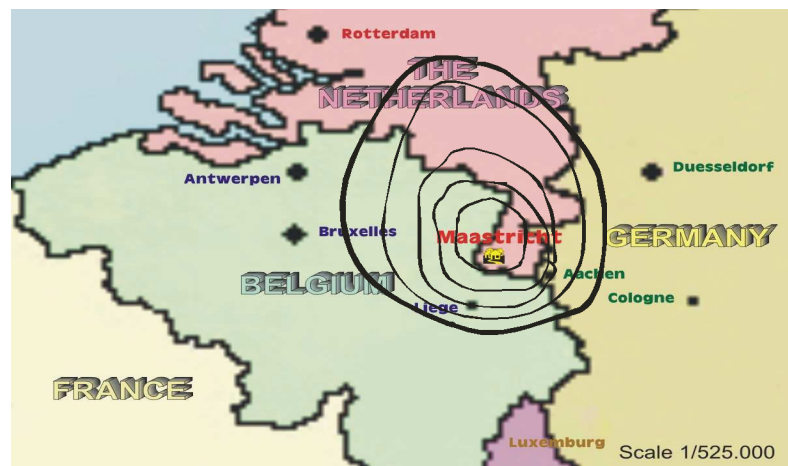 Rotterdam
THE
NETHERLANDS
Antwerpen
Duesseldorf
Bruxelles
Maastricht
GERMANY
BELGIUM
Aachen
Liege
Cologne
FRANCE
Luxemburg
Scale 1/525.000